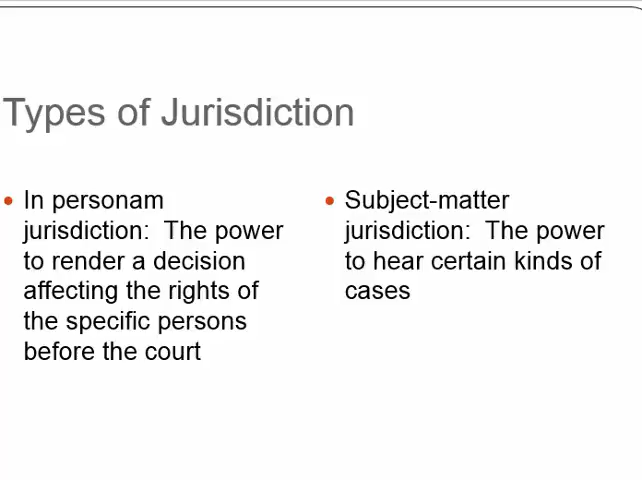 Types of Jurisdiction
In personam
jurisdiction:  The power
to render a decision
affecting the rights of
the specific persons
before the court
Subject-matter
jurisdiction:  The power
to hear certain kinds of
cases